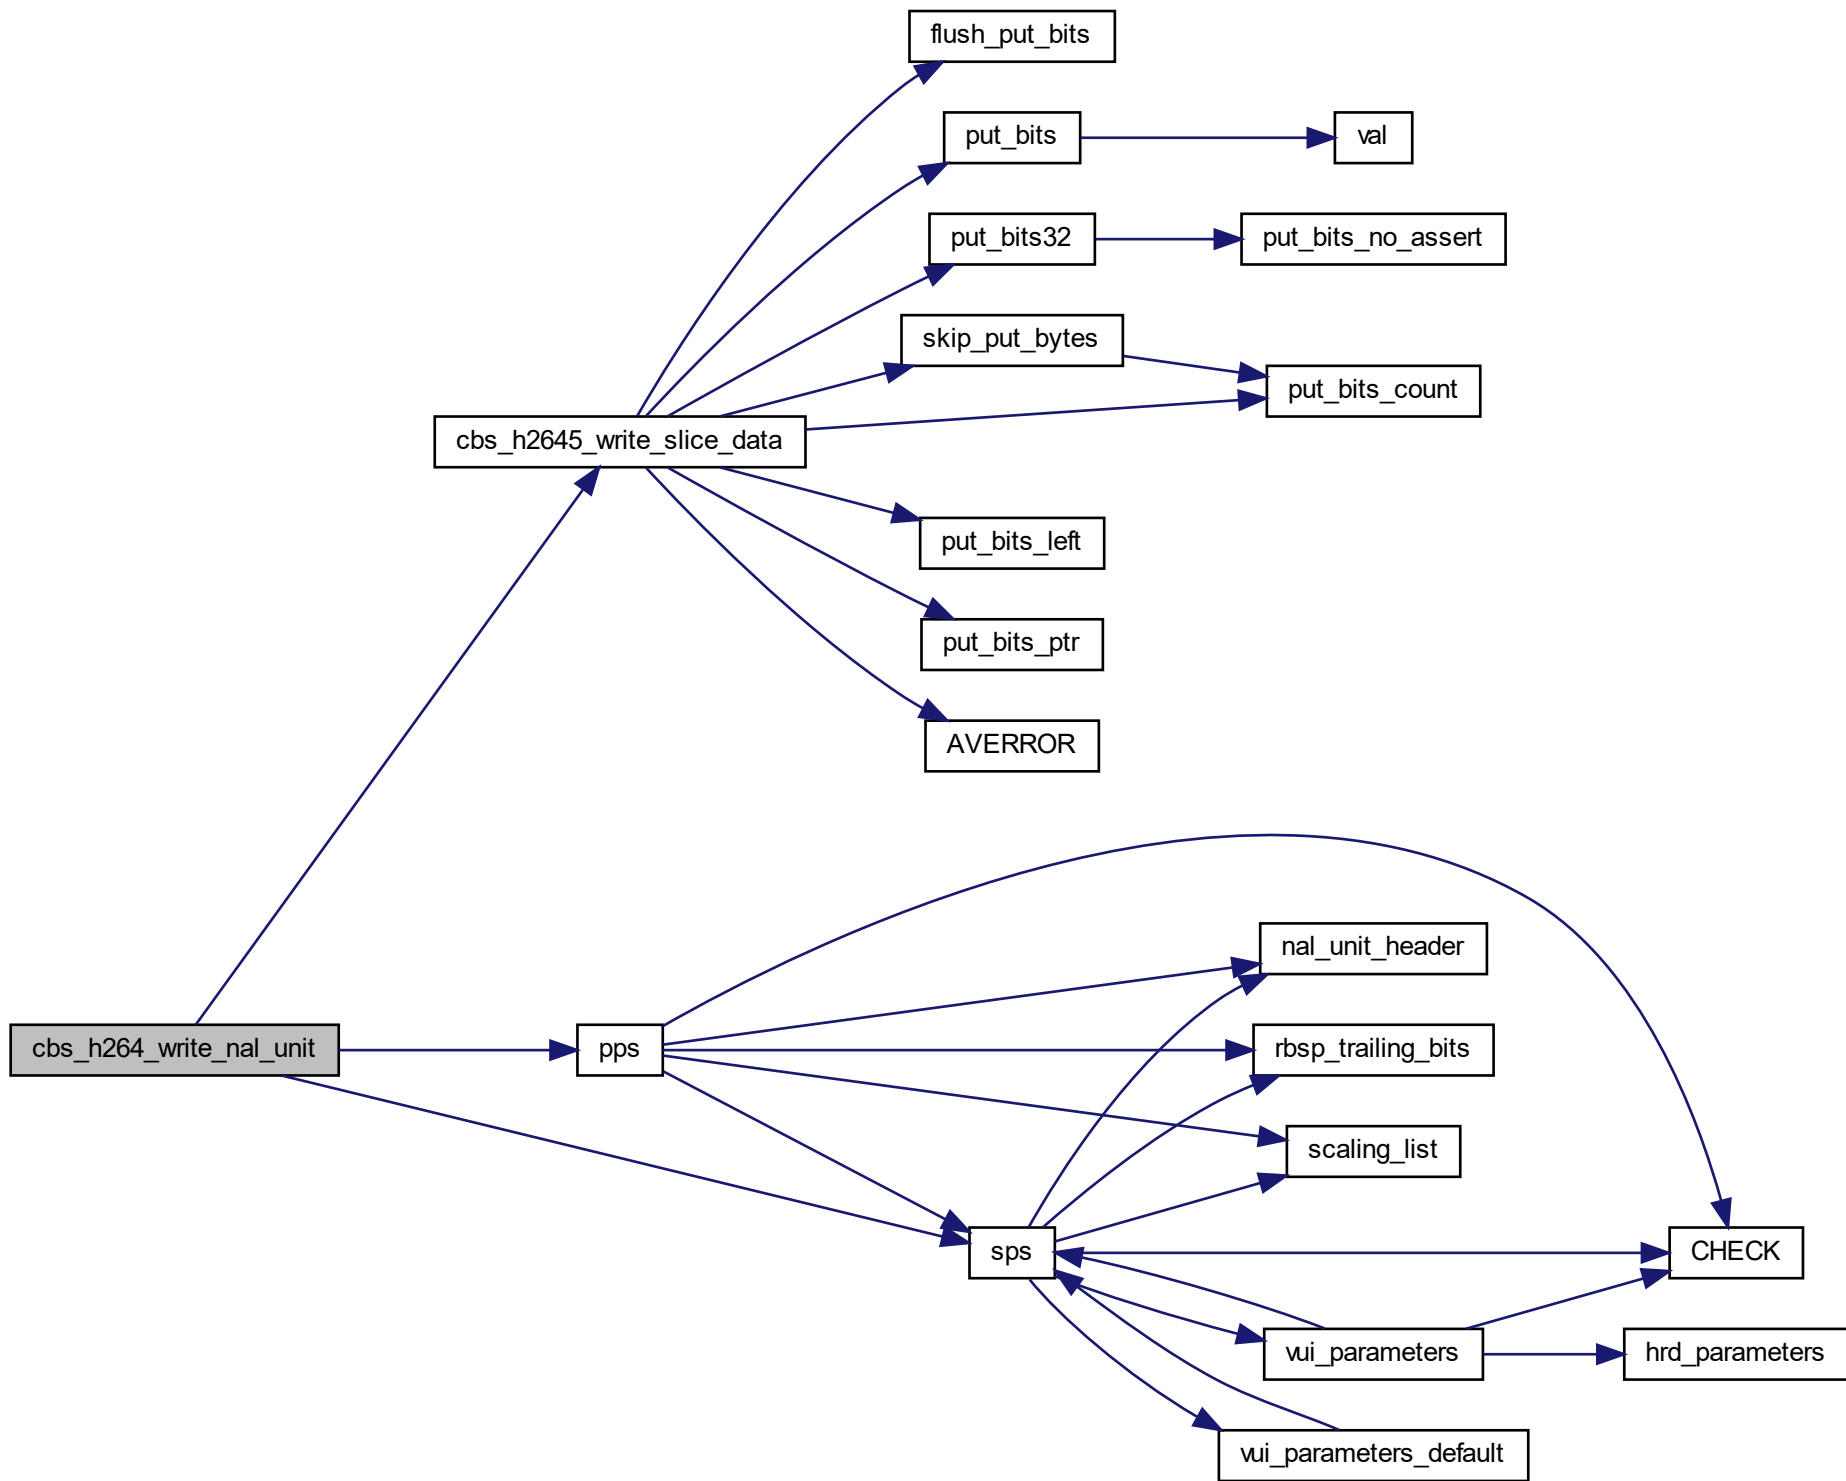 flush_put_bits
put_bits
val
put_bits32
put_bits_no_assert
skip_put_bytes
put_bits_count
cbs_h2645_write_slice_data
put_bits_left
put_bits_ptr
AVERROR
nal_unit_header
cbs_h264_write_nal_unit
pps
rbsp_trailing_bits
scaling_list
sps
CHECK
vui_parameters
hrd_parameters
vui_parameters_default